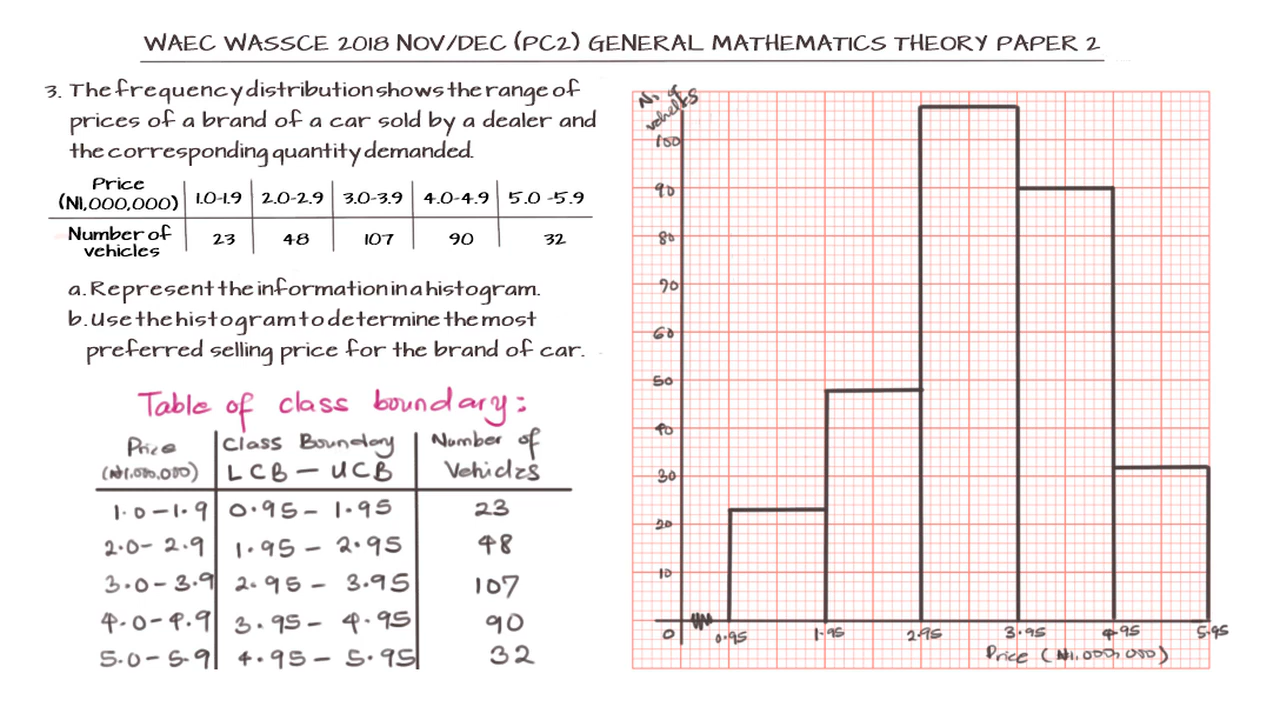 WAEC WASSCE 2018 NOV/DEC (PC2) GENERAL MATHEMATICS THEORY PAPER 2
3. The frequency distribution shows the range of
prices of a brand of a car sold by a dealer and
the corresponding quantity demanded.
Price
(N1,000,000) 1.0-1.9 2.0-2.9 3.0-3.9 4.0-4.9 5.0 -5.9
Number of
vehicles 23 48 107 90 32
a. Represent the information in a histogram.
b. Use the histogram to determine the most
preferred selling price for the brand of car.
Table of class boundary:
Price Class Boundary Number of
(₦1,000,000) LCB – UCB Vehicles
1.0–1.9 0.95 – 1.95 23
2.0–2.9 1.95 – 2.95 48
3.0–3.9 2.95 – 3.95 107
4.0–4.9 3.95 – 4.95 90
5.0–5.9 4.95 – 5.95 32
No. of
vehicles
100
90
80
70
60
50
40
30
20
10
0 0.95 1.95 2.95 3.95 4.95 5.95
Price (₦1,000,000)